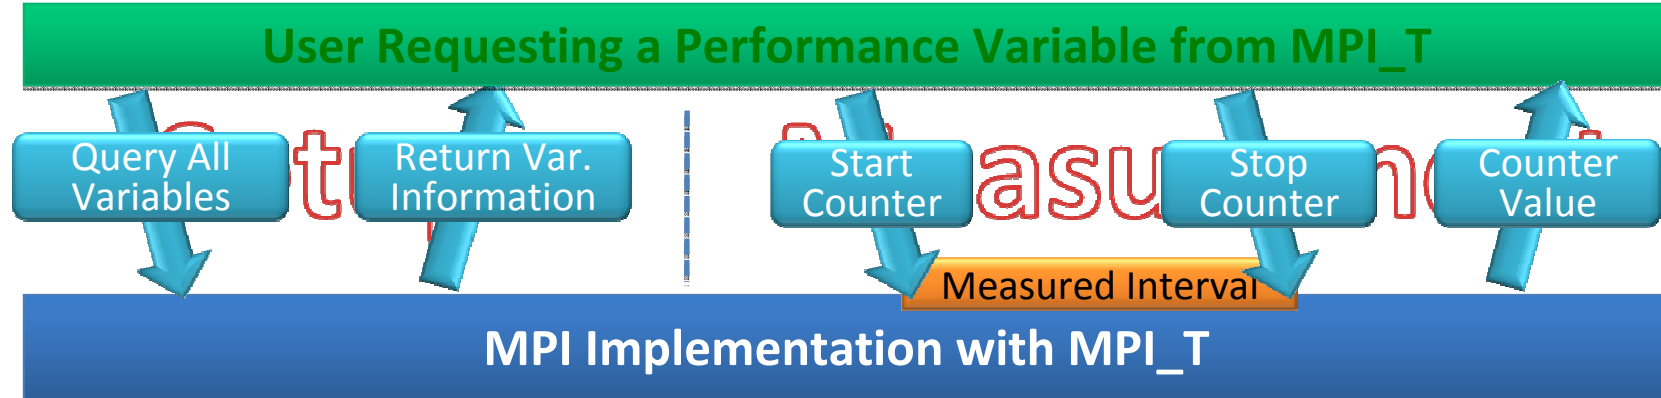 User Requesting a Performance Variable from MPI_T
Query All
Variables
Return Var.
Information
Start
Counter
Stop
Counter
Counter
Value
Measured Interval
MPI Implementation with MPI_T